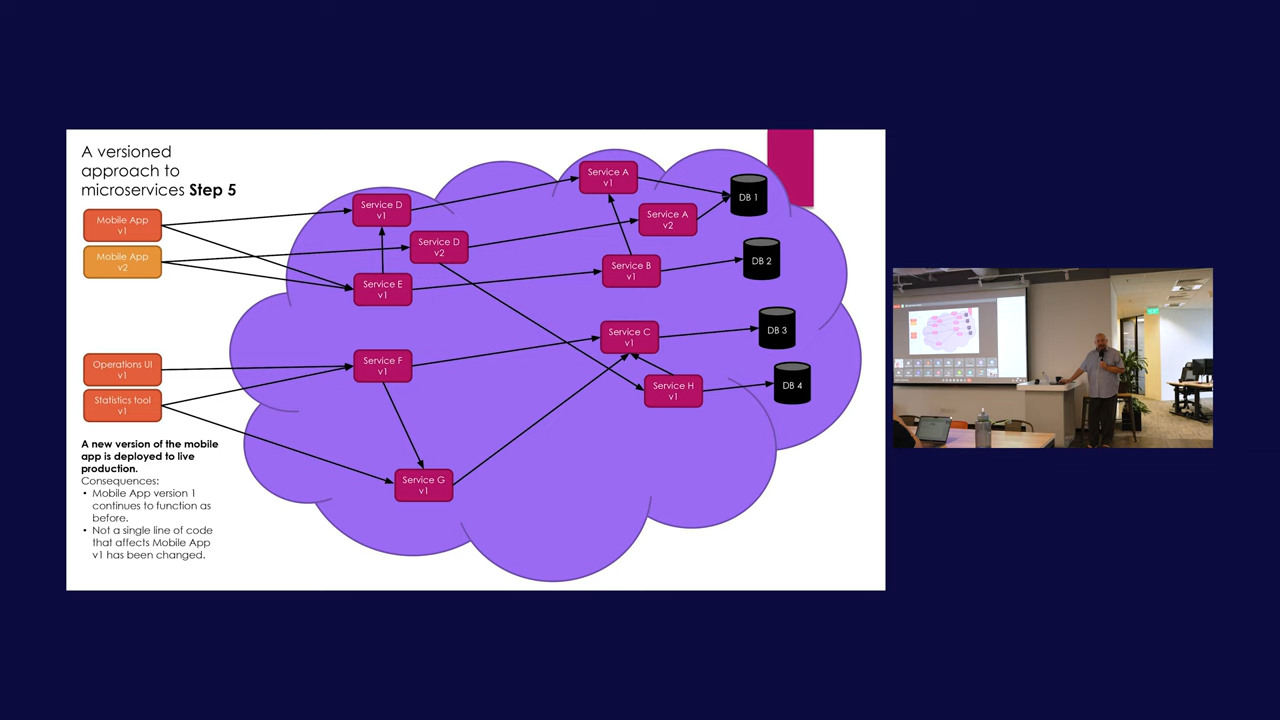 A versioned
approach to
microservices Step 5
Mobile App
v1
Mobile App
v2
Operations UI
v1
Statistics tool
v1
A new version of the mobile
app is deployed to live
production.
Consequences:
• Mobile App version 1
continues to function as
before.
• Not a single line of code
that affects Mobile App
v1 has been changed.
Service D
v1
Service D
v2
Service E
v1
Service F
v1
Service G
v1
Service A
v1
Service A
v2
Service B
v1
Service C
v1
Service H
v1
DB 1
DB 2
DB 3
DB 4